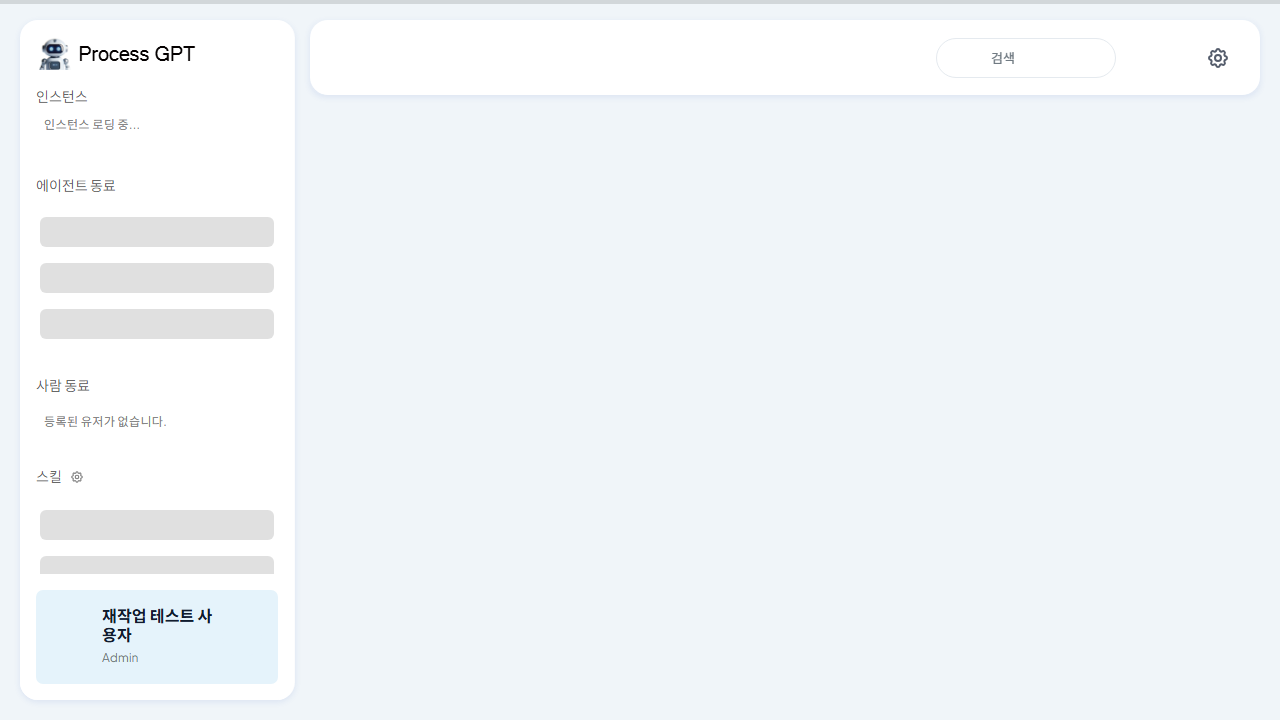 Process GPT
검색
인스턴스
인스턴스 로딩 중...
에이전트 동료
사람 동료
등록된 유저가 없습니다.
스킬
재작업 테스트 사
용자
Admin